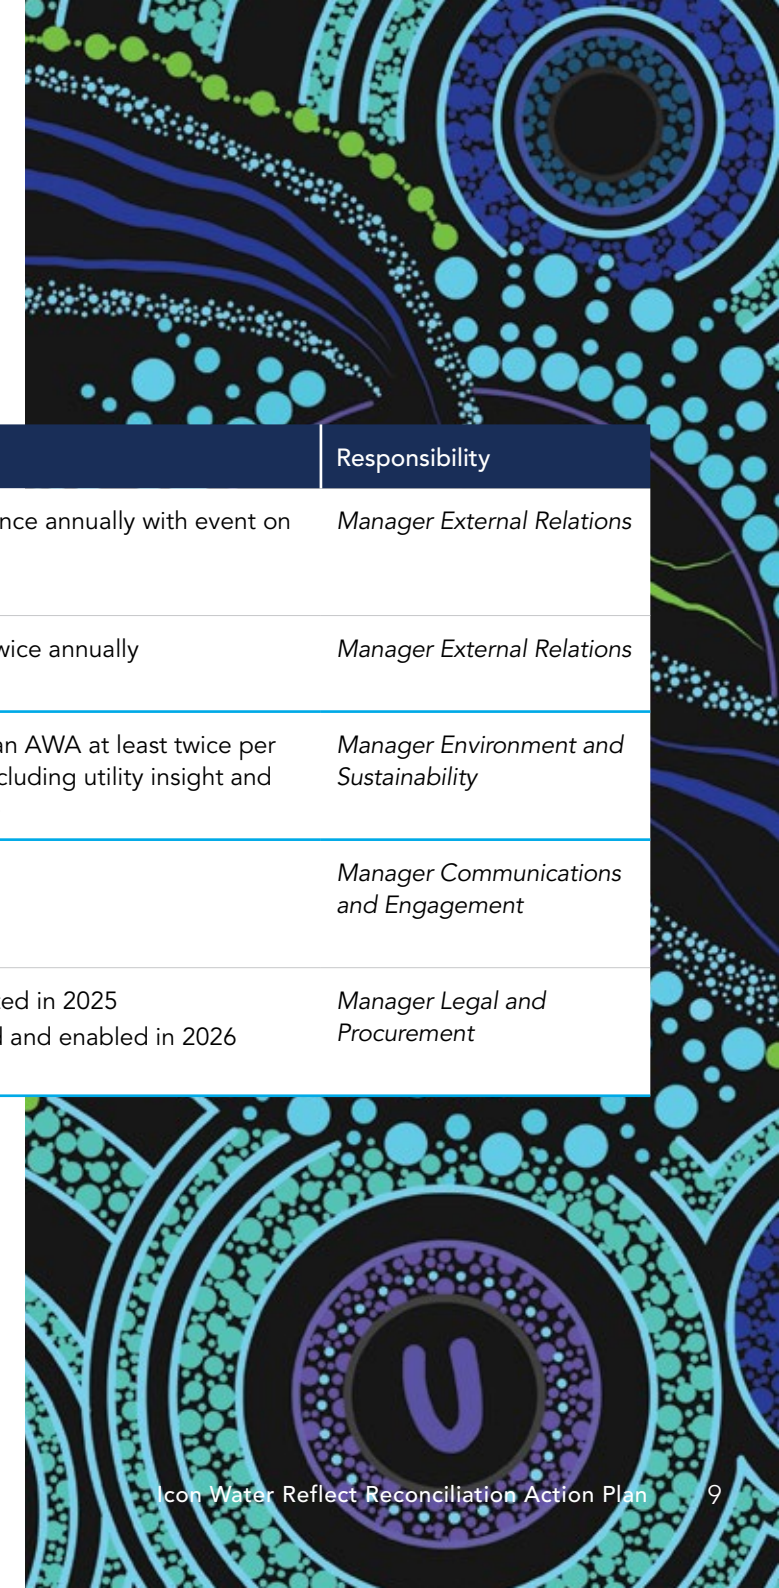 Responsibility
nce annually with event on
Manager External Relations
wice annually
Manager External Relations
an AWA at least twice per
cluding utility insight and
Manager Environment and
Sustainability
Manager Communications
and Engagement
ted in 2025
d and enabled in 2026
Manager Legal and
Procurement
Icon Water Reflect Reconciliation Action Plan 9